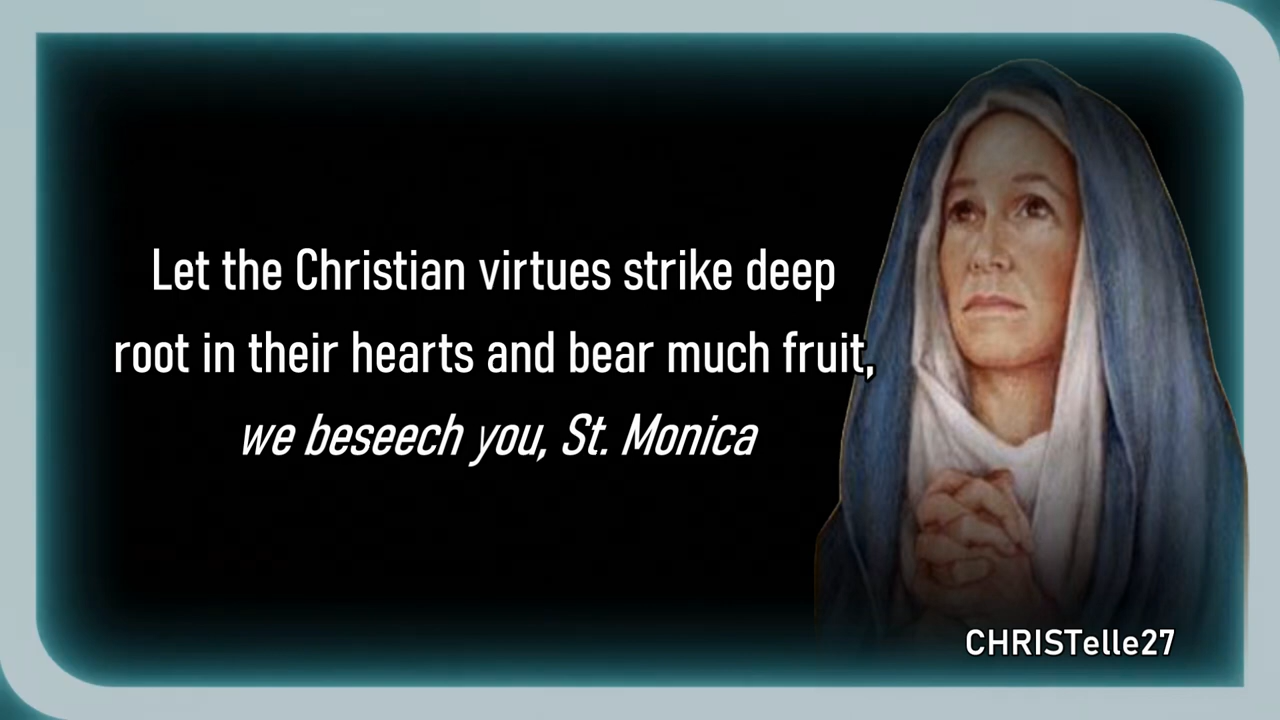 Let the Christian virtues strike deep
root in their hearts and bear much fruit,
we beseech you, St. Monica
CHRISTelle27